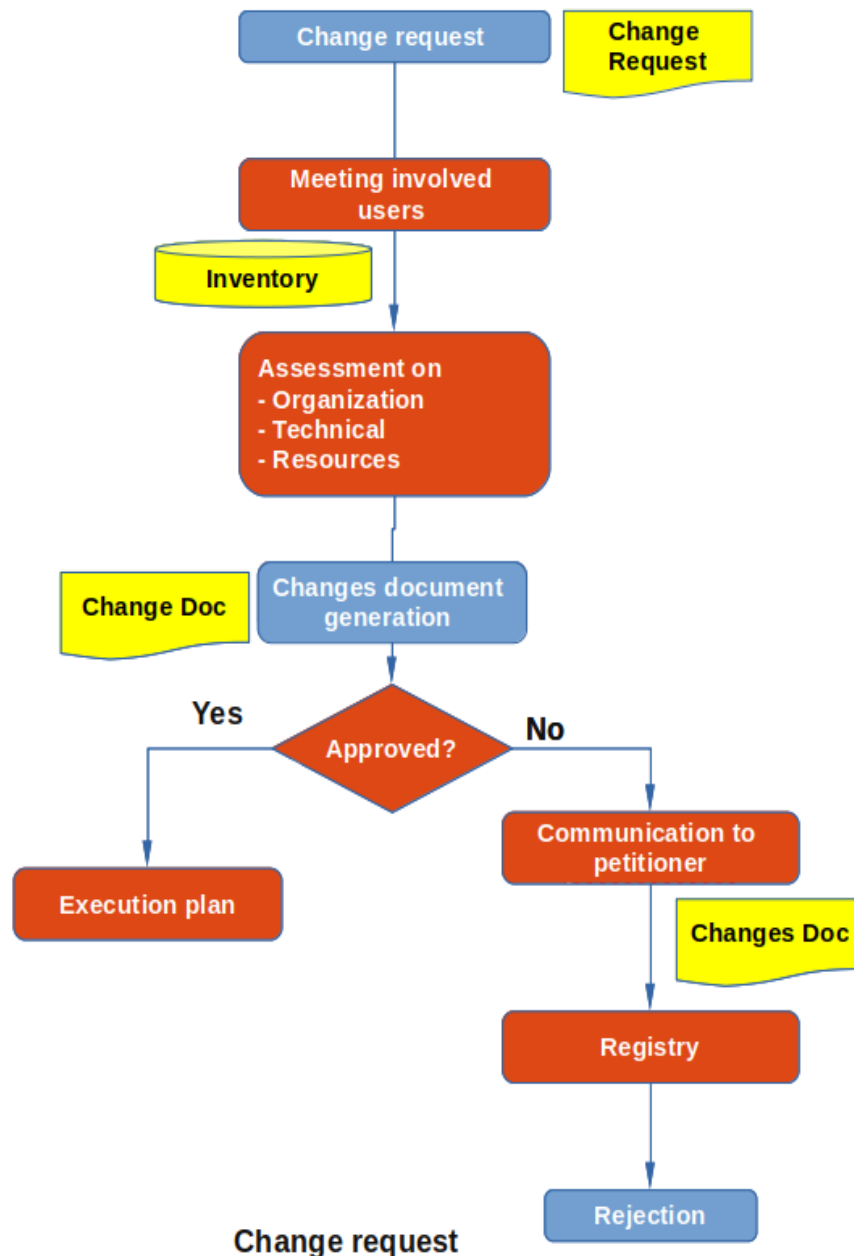 Change request
Change
Request
Meeting involved
users
Inventory
Assessment on
- Organization
- Technical
- Resources
Changes document
generation
Change Doc
Yes
No
Approved?
Communication to
petitioner
Execution plan
Changes Doc
Registry
Rejection
Change request